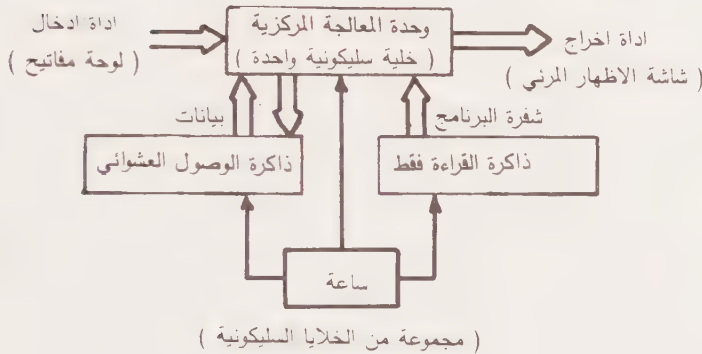 اداة ادخال
( لوحة مفاتيح )
وحدة المعالجة المركزية
( خلية سليكونية واحدة )
اداة اخراج
( شاشة الاظهار المرئي )
بيانات
شفرة البرنامج
ذاكرة الوصول العشوائي
ذاكرة القراءة فقط
ساعة
( مجموعة من الخلايا السليكونية )